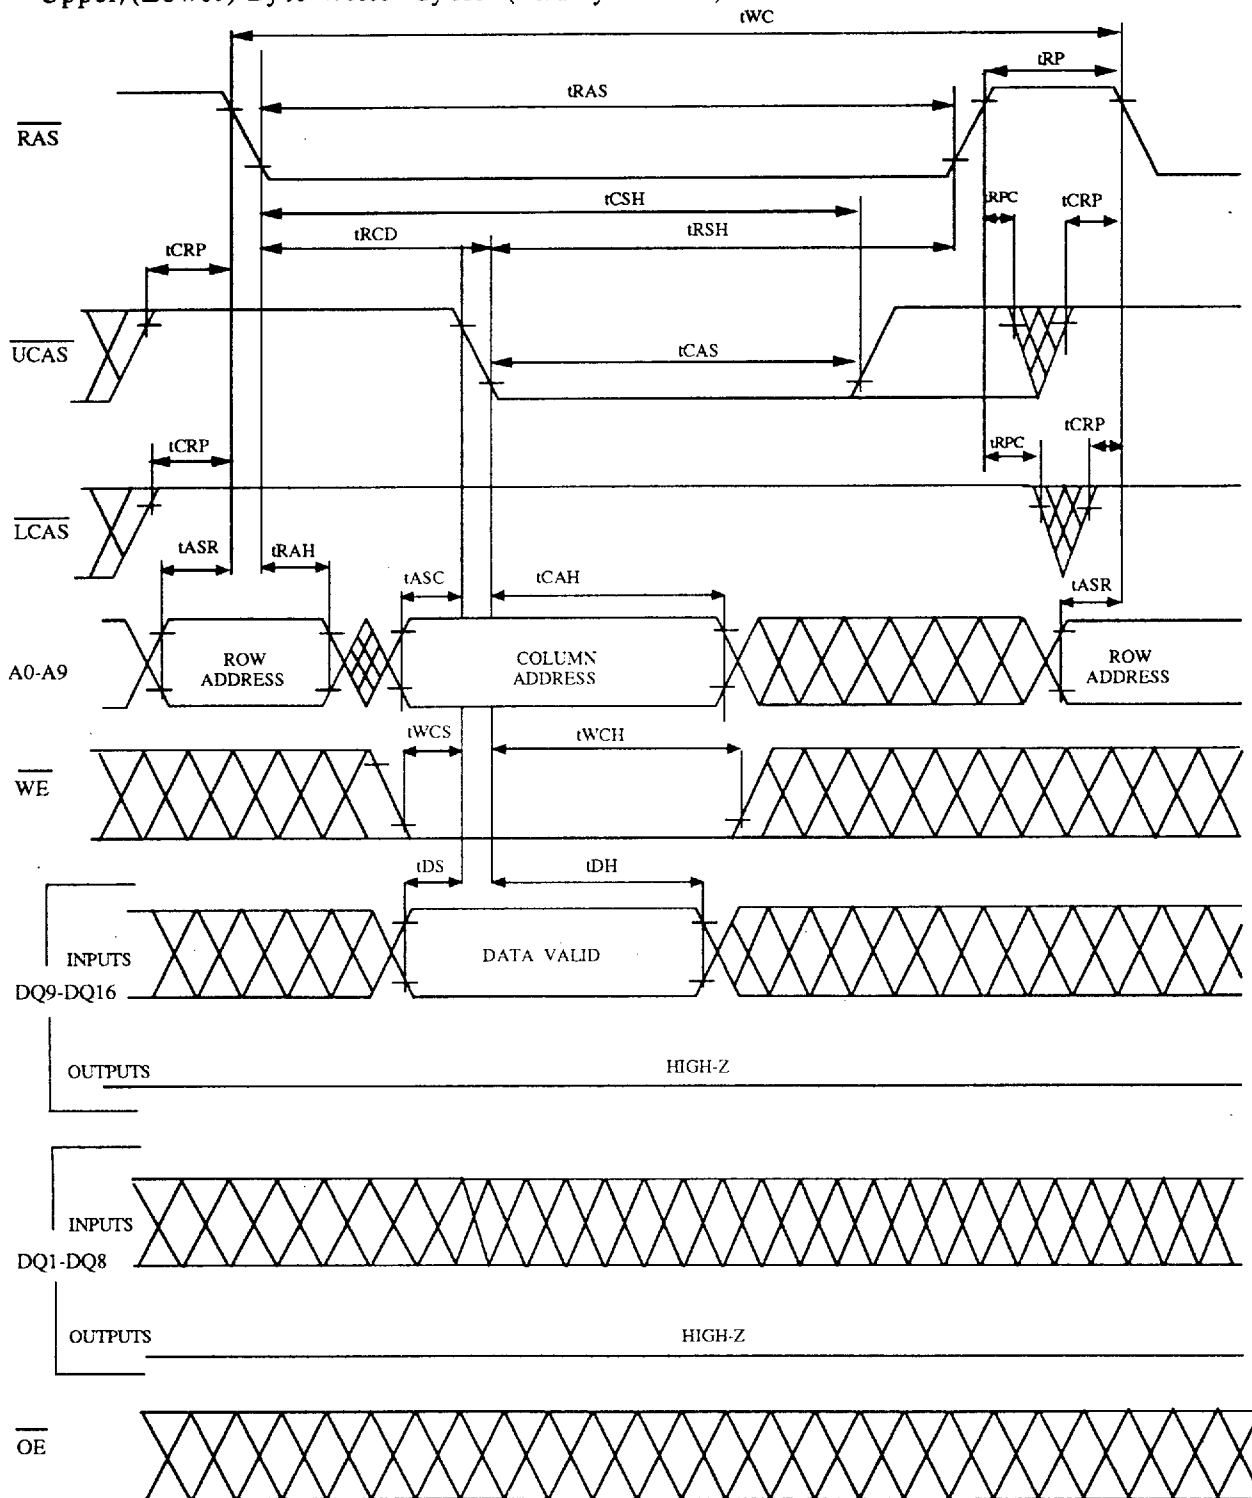 tWC
tRP
tRAS
RAS
tCSH
tRPC
tCRP
tRCD
tRSH
tCRP
UCAS
tCAS
tCRP
tCRP
tRPC
LCAS
tASR
tRAH
tASC
tCAH
tASR
A0-A9
ROW
ADDRESS
COLUMN
ADDRESS
ROW
ADDRESS
tWCS
tWCH
WE
tDS
tDH
INPUTS
DATA VALID
DQ9-DQ16
OUTPUTS
HIGH-Z
INPUTS
DQ1-DQ8
OUTPUTS
HIGH-Z
OE